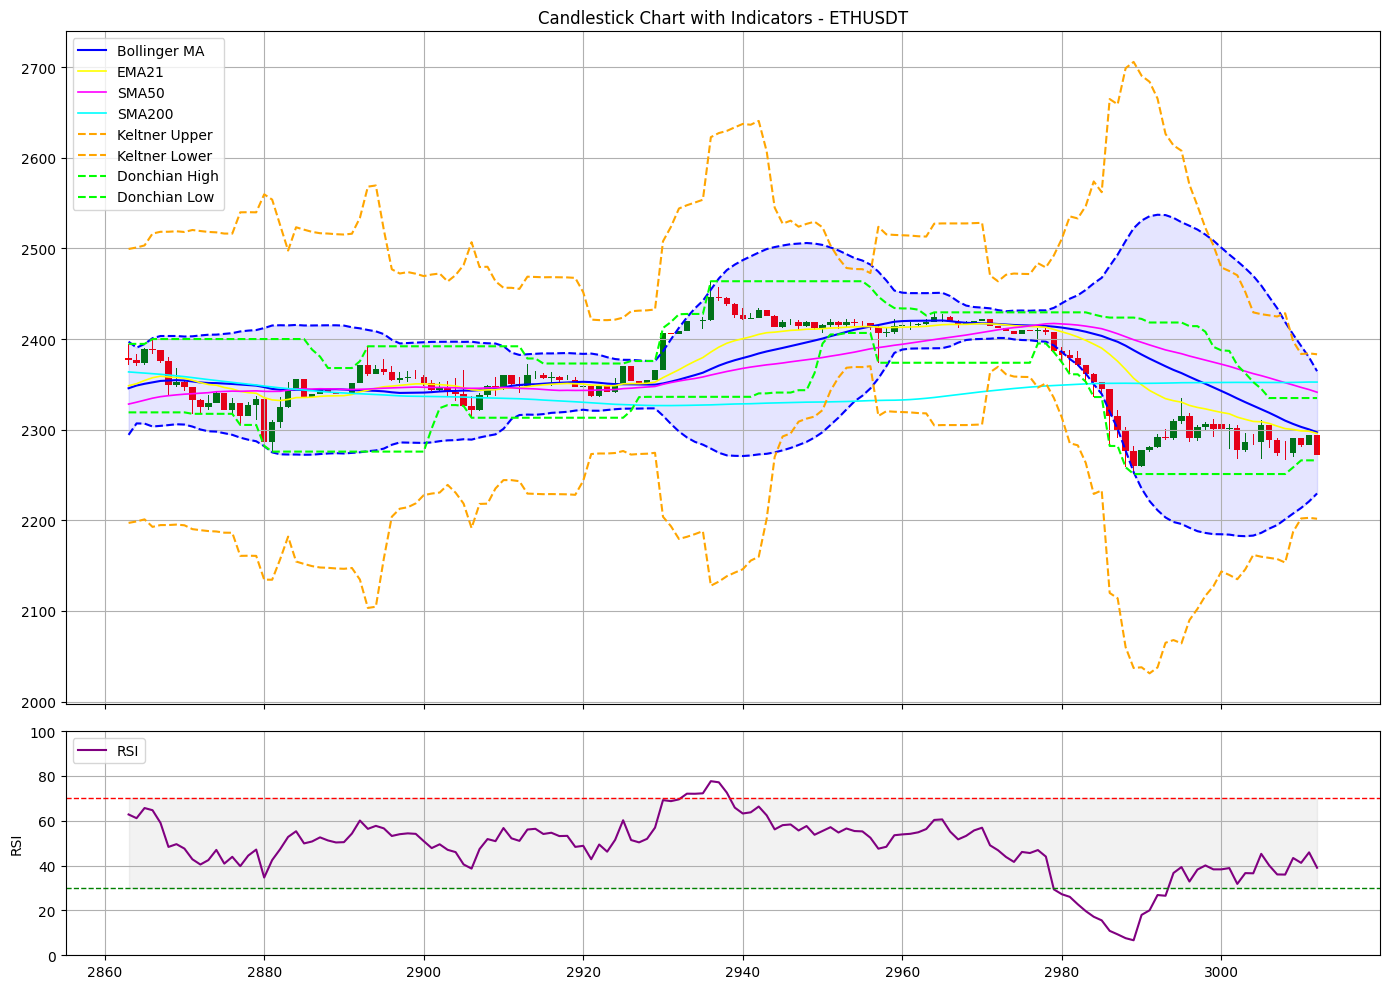 Candlestick Chart with Indicators - ETHUSDT
Bollinger MA
EMA21
SMA50
SMA200
Keltner Upper
Keltner Lower
Donchian High
Donchian Low
2700
2600
2500
2400
2300
2200
2100
2000
RSI
100
80
60
40
20
0
RSI
2860 2880 2900 2920 2940 2960 2980 3000